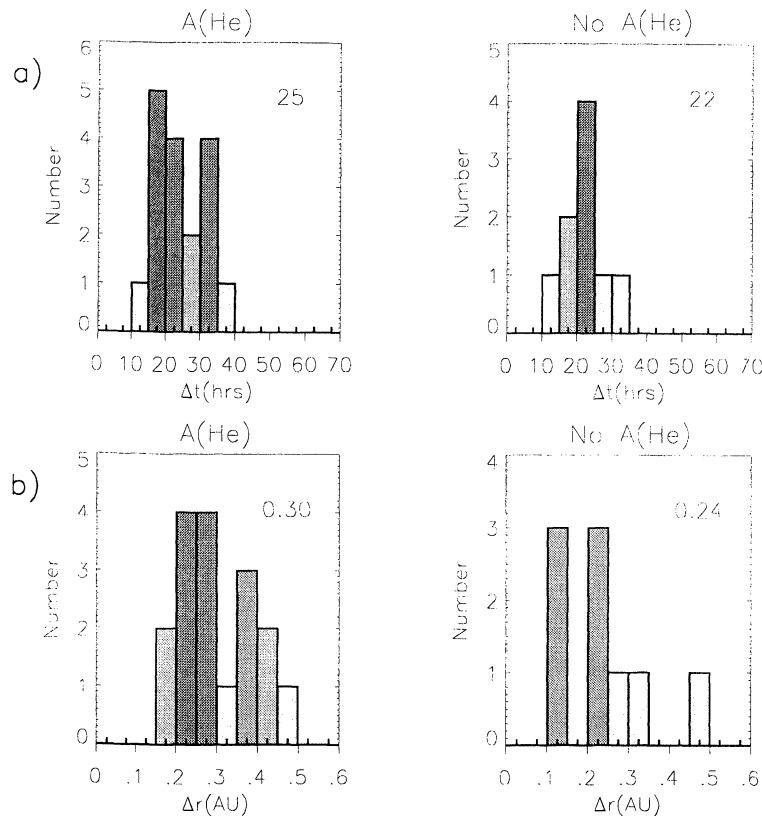 A(He)
No A(He)
a)
6
5
4
3
2
1
0
Number
25
0 10 20 30 40 50 60 70
Δt(hrs)
5
4
3
2
1
0
Number
22
0 10 20 30 40 50 60 70
Δt(hrs)
A(He)
No A(He)
b)
5
4
3
2
1
0
Number
0.30
0 .1 .2 .3 .4 .5 .6
Δr(AU)
4
3
2
1
0
Number
0.24
0 .1 .2 .3 .4 .5 .6
Δr(AU)